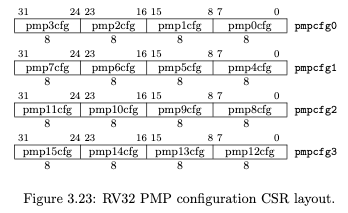 31 24 23 16 15 8 7 0
pmp3cfg pmp2cfg pmp1cfg pmp0cfg pmpcfg0
8 8 8 8
31 24 23 16 15 8 7 0
pmp7cfg pmp6cfg pmp5cfg pmp4cfg pmpcfg1
8 8 8 8
31 24 23 16 15 8 7 0
pmp11cfg pmp10cfg pmp9cfg pmp8cfg pmpcfg2
8 8 8 8
31 24 23 16 15 8 7 0
pmp15cfg pmp14cfg pmp13cfg pmp12cfg pmpcfg3
8 8 8 8
Figure 3.23: RV32 PMP configuration CSR layout.